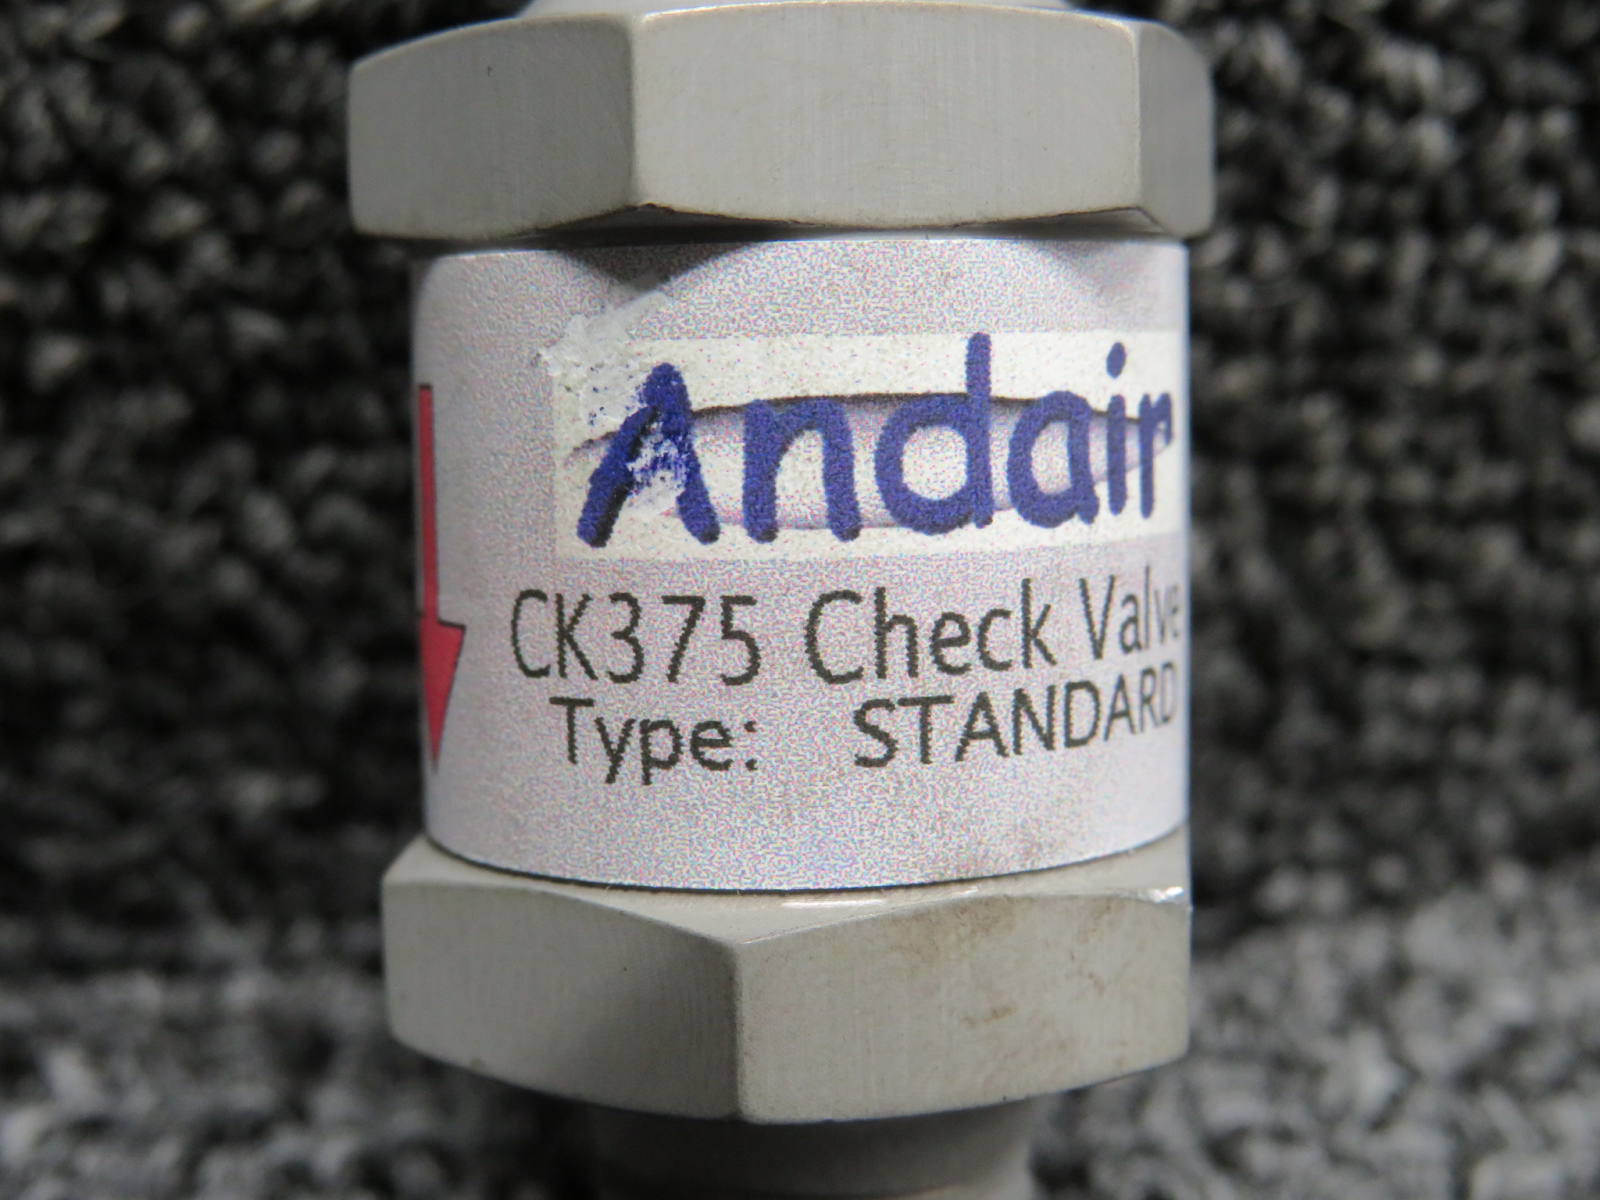 Andair
CK375 Check Valve
Type: STANDARD